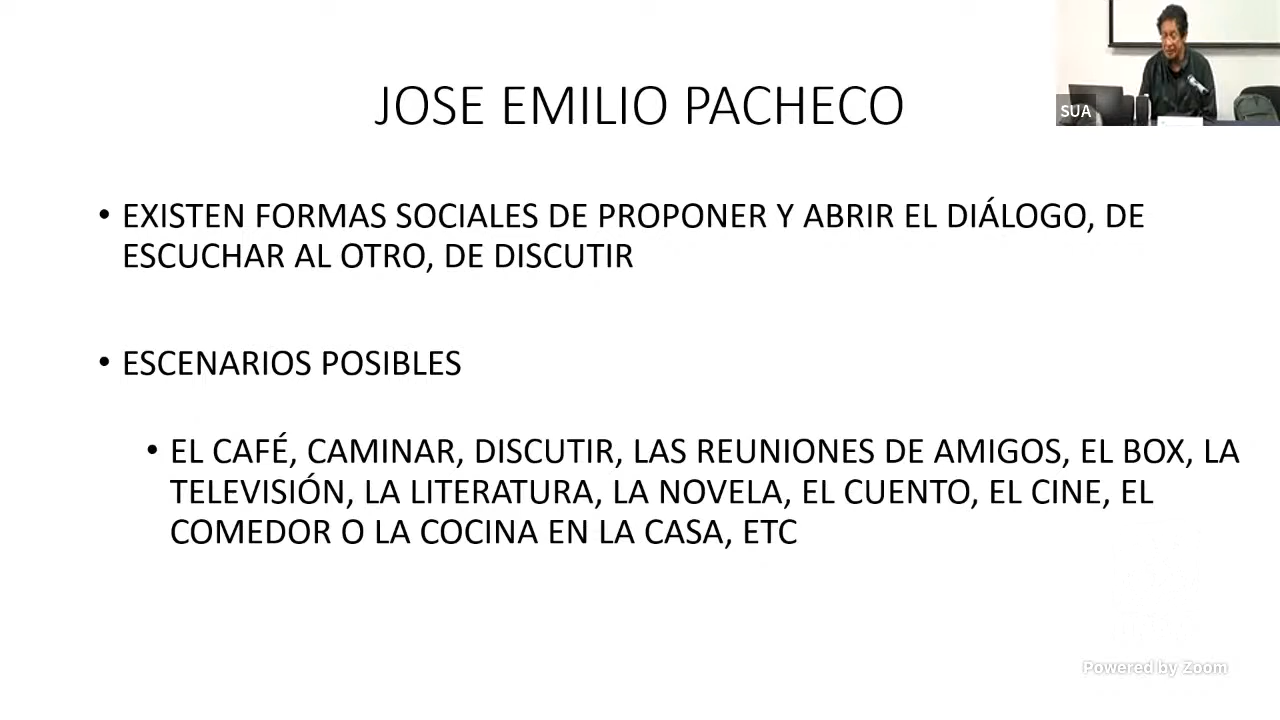 JOSE EMILIO PACHECO
SUA
• EXISTEN FORMAS SOCIALES DE PROPONER Y ABRIR EL DIÁLOGO, DE
ESCUCHAR AL OTRO, DE DISCUTIR
• ESCENARIOS POSIBLES
• EL CAFÉ, CAMINAR, DISCUTIR, LAS REUNIONES DE AMIGOS, EL BOX, LA
TELEVISIÓN, LA LITERATURA, LA NOVELA, EL CUENTO, EL CINE, EL
COMEDOR O LA COCINA EN LA CASA, ETC
Powered by Zoom